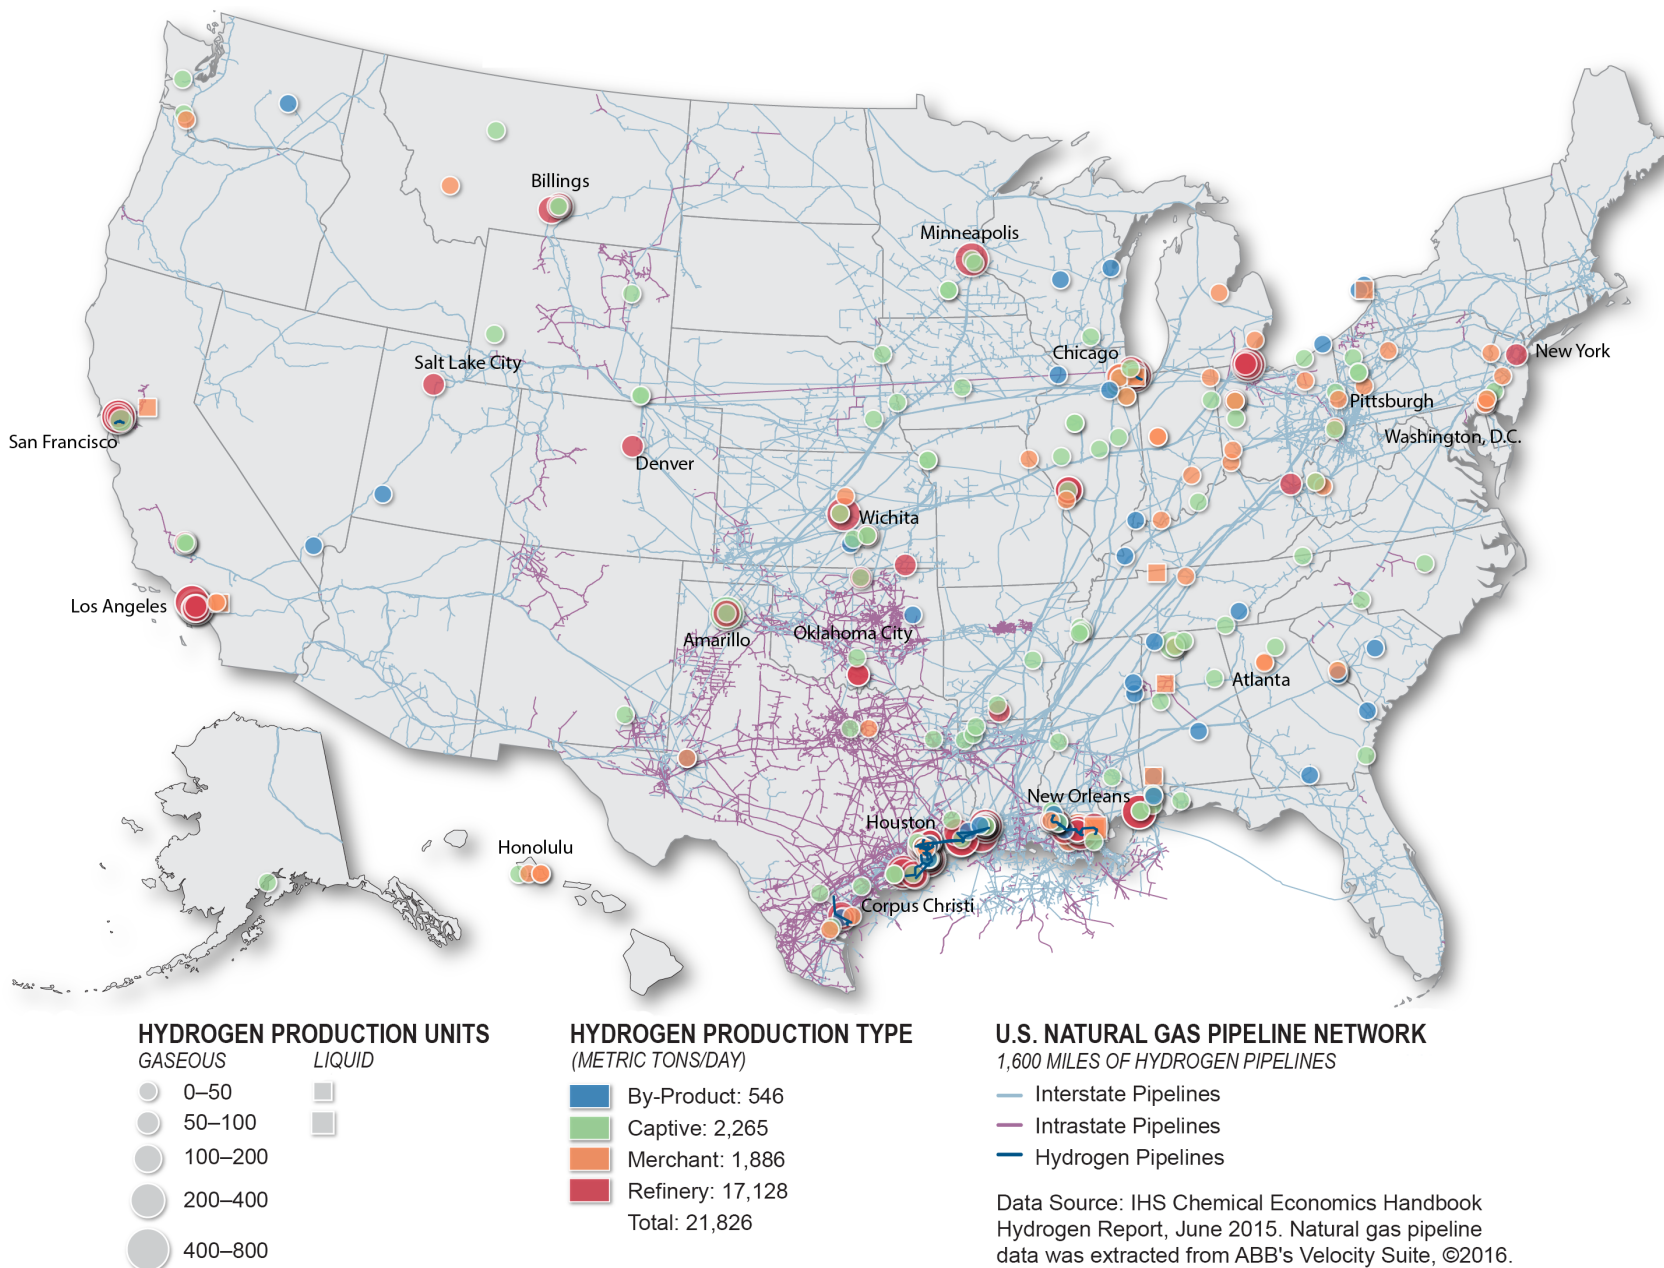 Billings
Minneapolis
Chicago
New York
Salt Lake City
Pittsburgh
San Francisco
Washington, D.C.
Denver
Wichita
Los Angeles
Amarillo
Oklahoma City
Atlanta
New Orleans
Houston
Honolulu
Corpus Christi
HYDROGEN PRODUCTION UNITS
GASEOUS
LIQUID
0–50
50–100
100–200
200–400
400–800
HYDROGEN PRODUCTION TYPE
(METRIC TONS/DAY)
By-Product: 546
Captive: 2,265
Merchant: 1,886
Refinery: 17,128
Total: 21,826
U.S. NATURAL GAS PIPELINE NETWORK
1,600 MILES OF HYDROGEN PIPELINES
Interstate Pipelines
Intrastate Pipelines
Hydrogen Pipelines
Data Source: IHS Chemical Economics Handbook
Hydrogen Report, June 2015. Natural gas pipeline
data was extracted from ABB's Velocity Suite, ©2016.